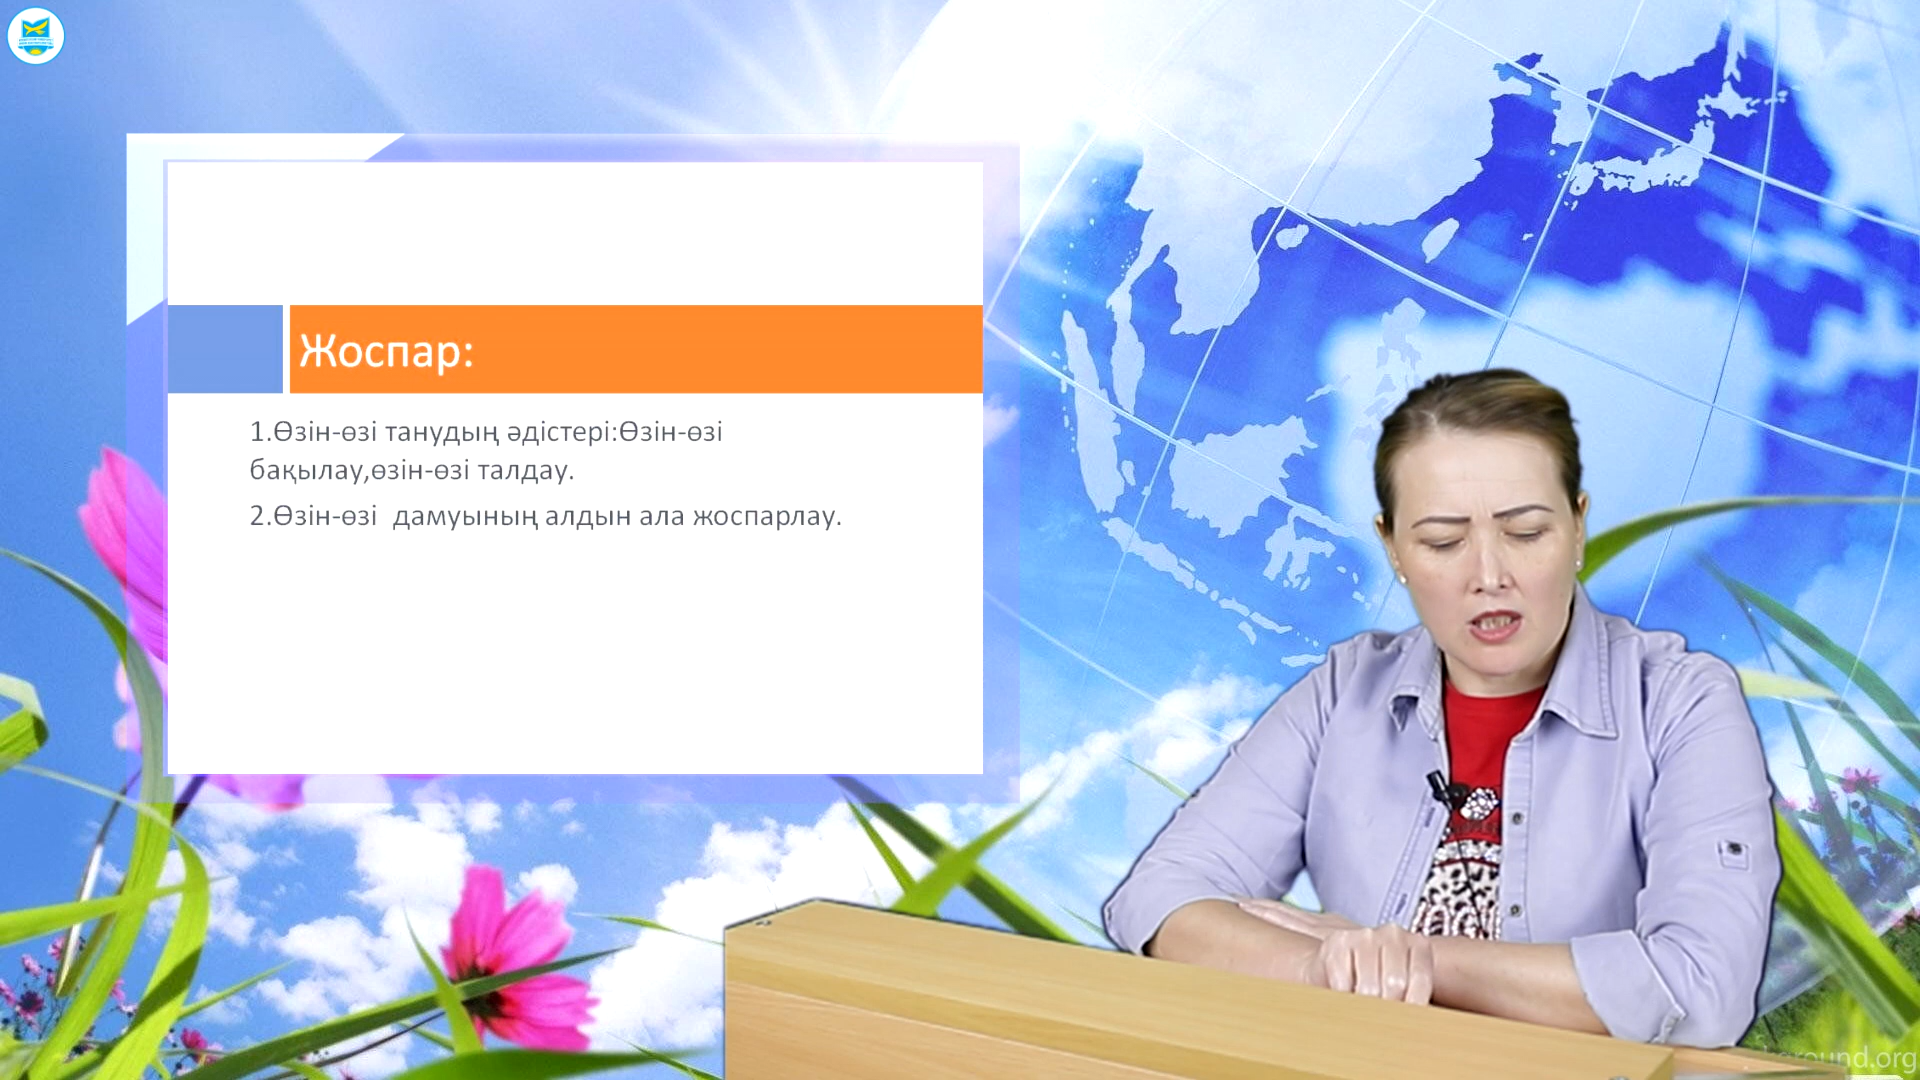 Жоспар:
1.Өзін-өзі танудың әдістері:Өзін-өзі
бақылау,өзін-өзі талдау.
2.Өзін-өзі  дамуының алдын ала жоспарлау.